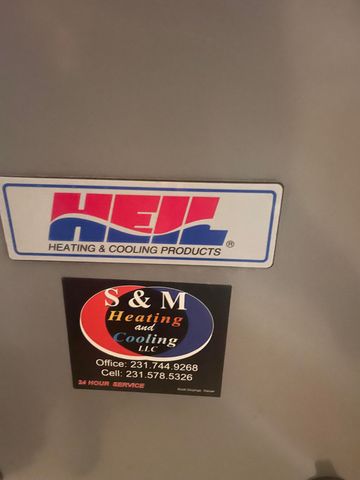 HEIL ®
HEATING & COOLING PRODUCTS
S & M
Heating
and
Cooling
LLC
Office: 231.744.9268
Cell: 231.578.5326
24 HOUR SERVICE